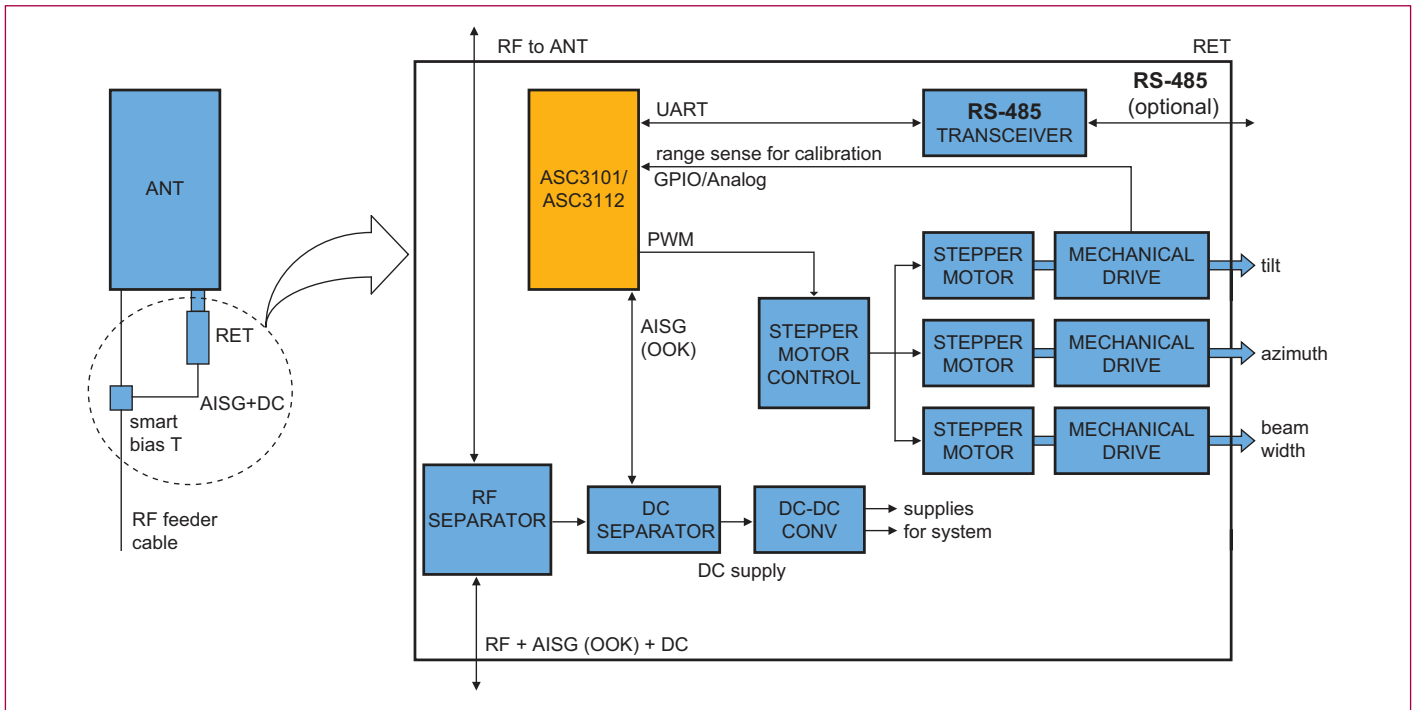 ANT
RET
AISG+DC
smart
bias T
RF feeder
cable
RF to ANT
RET
RS-485
(optional)
UART
RS-485
TRANSCEIVER
range sense for calibration
GPIO/Analog
ASC3101/
ASC3112
PWM
STEPPER
MOTOR
MECHANICAL
DRIVE
tilt
AISG
(OOK)
STEPPER
MOTOR
CONTROL
STEPPER
MOTOR
MECHANICAL
DRIVE
azimuth
STEPPER
MOTOR
MECHANICAL
DRIVE
beam
width
RF
SEPARATOR
DC
SEPARATOR
DC-DC
CONV
supplies
for system
DC supply
RF + AISG (OOK) + DC